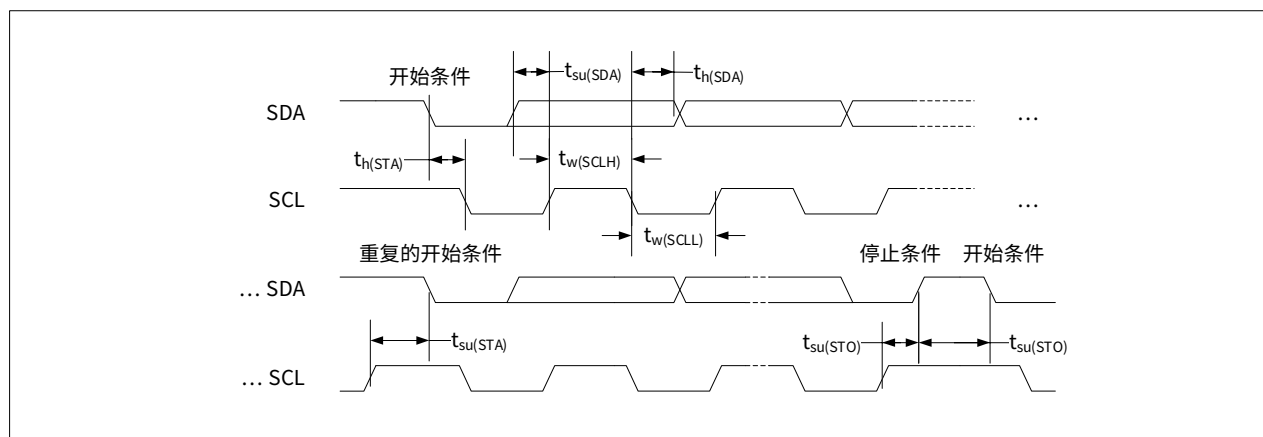 开始条件 tsu(SDA) th(SDA)
SDA ...
th(STA) tw(SCLH)
SCL ...
tw(SCLL)
重复的开始条件 停止条件 开始条件
... SDA
tsu(STA) tsu(STO) tsu(STO)
... SCL